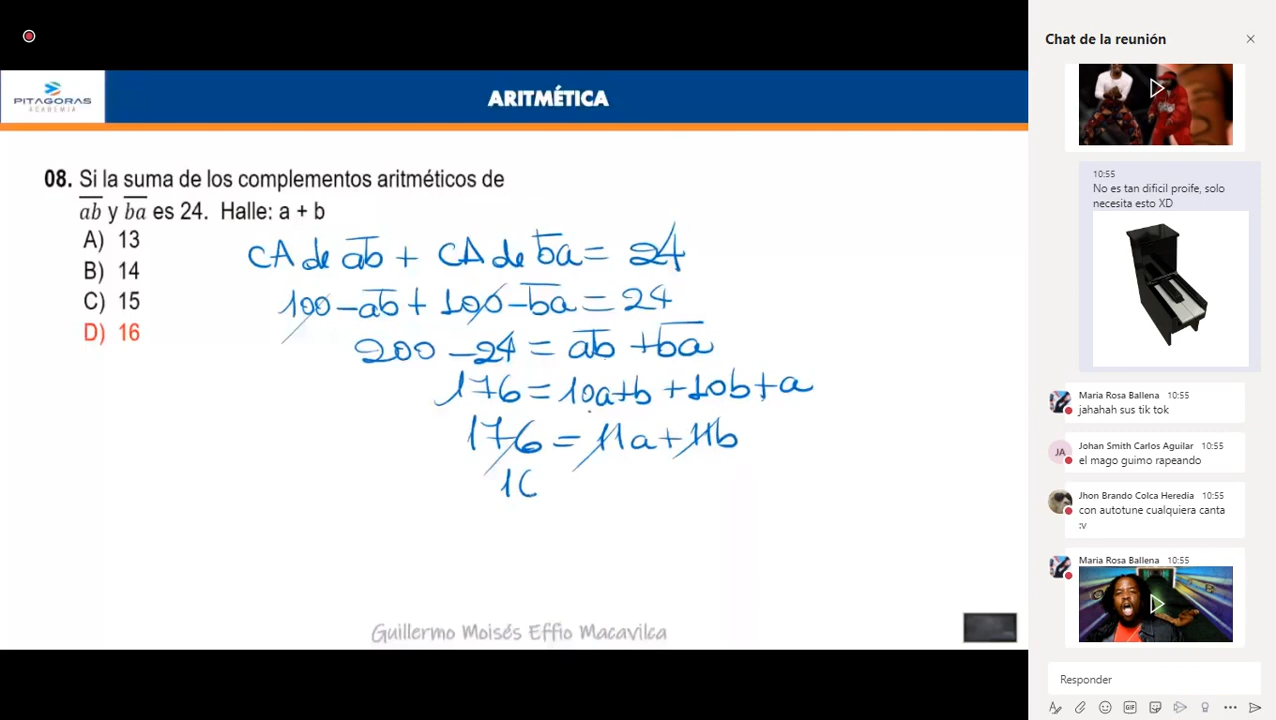 PITAGORAS
ACADEMIA
ARITMÉTICA
08. Si la suma de los complementos aritméticos de
ab y ba es 24. Halle: a + b
A) 13
B) 14
C) 15
D) 16
CA de ab + CA de ba = 24
100 - ab + 100 - ba = 24
200 - 24 = ab + ba
176 = 10a+b + 10b+a
176 = 11a + 11b
Guillermo Moisés Effio Macavilca
Chat de la reunión
10:55
No es tan dificil proife, solo
necesita esto XD
Maria Rosa Ballena 10:55
jahahah sus tik tok
JA
Johan Smith Carlos Aguilar 10:55
el mago guimo rapeando
Jhon Brando Colca Heredia 10:55
con autotune cualquiera canta
:v
Maria Rosa Ballena 10:55
Responder
GIF